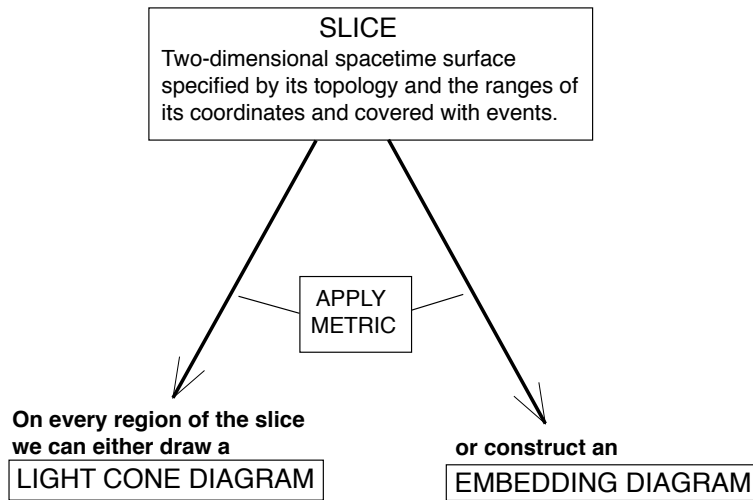 SLICE
Two-dimensional spacetime surface
specified by its topology and the ranges of
its coordinates and covered with events.
APPLY
METRIC
On every region of the slice
we can either draw a
LIGHT CONE DIAGRAM
or construct an
EMBEDDING DIAGRAM